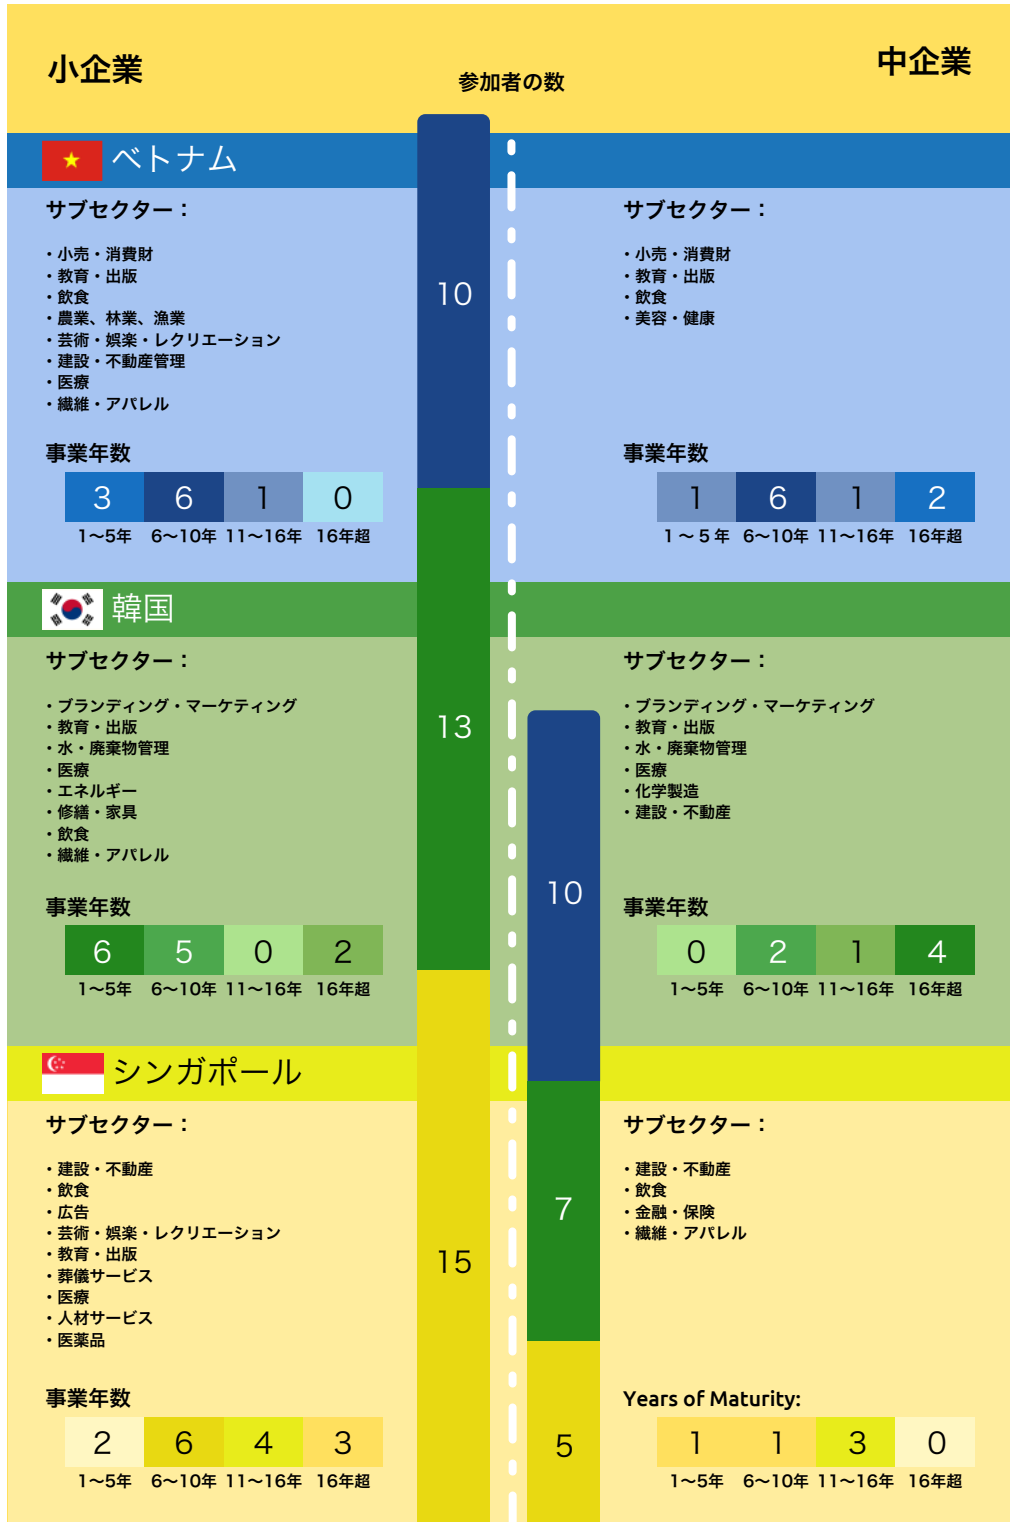 小企業
参加者の数
中企業
ベトナム
サブセクター：
・小売・消費財
・教育・出版
・飲食
・農業、林業、漁業
・芸術・娯楽・レクリエーション
・建設・不動産管理
・医療
・繊維・アパレル
事業年数
3 6 1 0
1〜5年 6〜10年 11〜16年 16年超
10
サブセクター：
・小売・消費財
・教育・出版
・飲食
・美容・健康
事業年数
1 6 1 2
1 〜 5 年 6〜10年 11〜16年 16年超
韓国
サブセクター：
・ブランディング・マーケティング
・教育・出版
・水・廃棄物管理
・医療
・エネルギー
・修繕・家具
・飲食
・繊維・アパレル
事業年数
6 5 0 2
1〜5年 6〜10年 11〜16年 16年超
13
10
サブセクター：
・ブランディング・マーケティング
・教育・出版
・水・廃棄物管理
・医療
・化学製造
・建設・不動産
事業年数
0 2 1 4
1〜5年 6〜10年 11〜16年 16年超
シンガポール
サブセクター：
・建設・不動産
・飲食
・広告
・芸術・娯楽・レクリエーション
・教育・出版
・葬儀サービス
・医療
・人材サービス
・医薬品
事業年数
2 6 4 3
1〜5年 6〜10年 11〜16年 16年超
15
7
5
サブセクター：
・建設・不動産
・飲食
・金融・保険
・繊維・アパレル
Years of Maturity:
1 1 3 0
1〜5年 6〜10年 11〜16年 16年超